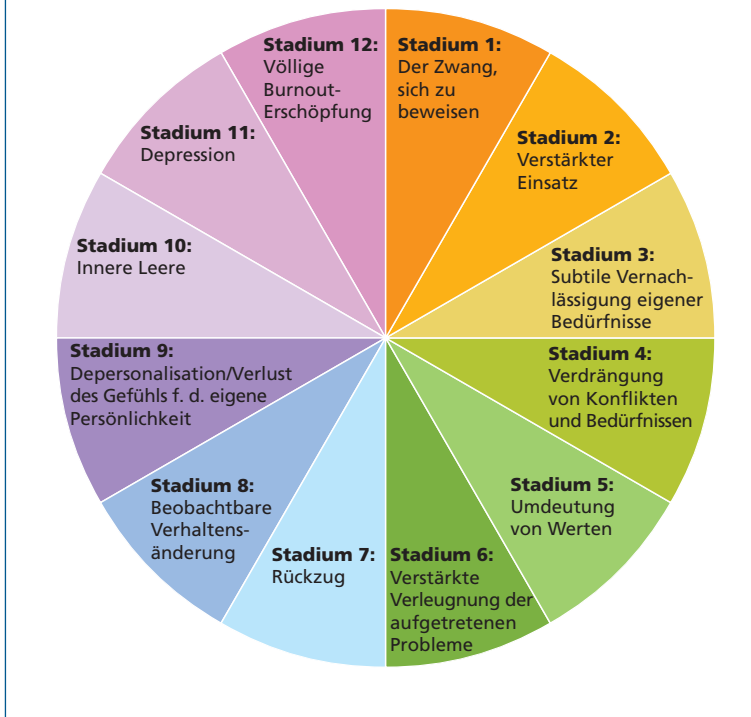 Stadium 1:
Der Zwang,
sich zu
beweisen
Stadium 2:
Verstärkter
Einsatz
Stadium 3:
Subtile Vernach-
lässigung eigener
Bedürfnisse
Stadium 4:
Verdrängung
von Konflikten
und Bedürfnissen
Stadium 5:
Umdeutung
von Werten
Stadium 6:
Verstärkte
Verleugnung der
aufgetretenen
Probleme
Stadium 7:
Rückzug
Stadium 8:
Beobachtbare
Verhaltens-
änderung
Stadium 9:
Depersonalisation/Verlust
des Gefühls f. d. eigene
Persönlichkeit
Stadium 10:
Innere Leere
Stadium 11:
Depression
Stadium 12:
Völlige
Burnout-
Erschöpfung